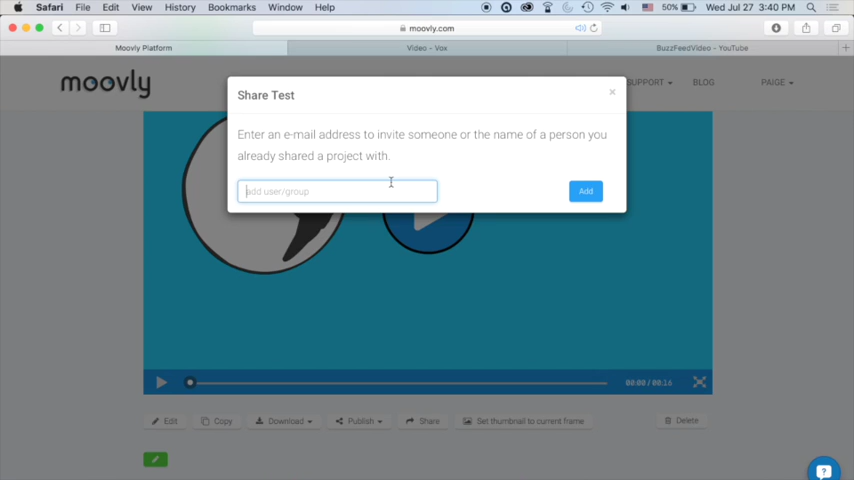 Safari File Edit View History Bookmarks Window Help 50% Wed Jul 27 3:40 PM
moovly.com
Moovly Platform Video - Vox BuzzFeedVideo - YouTube
moovly SUPPORT BLOG PAIGE
Share Test ×
Enter an e-mail address to invite someone or the name of a person you
already shared a project with.
add user/group Add
00:00 / 00:16
Edit Copy Download Publish Share Set thumbnail to current frame Delete